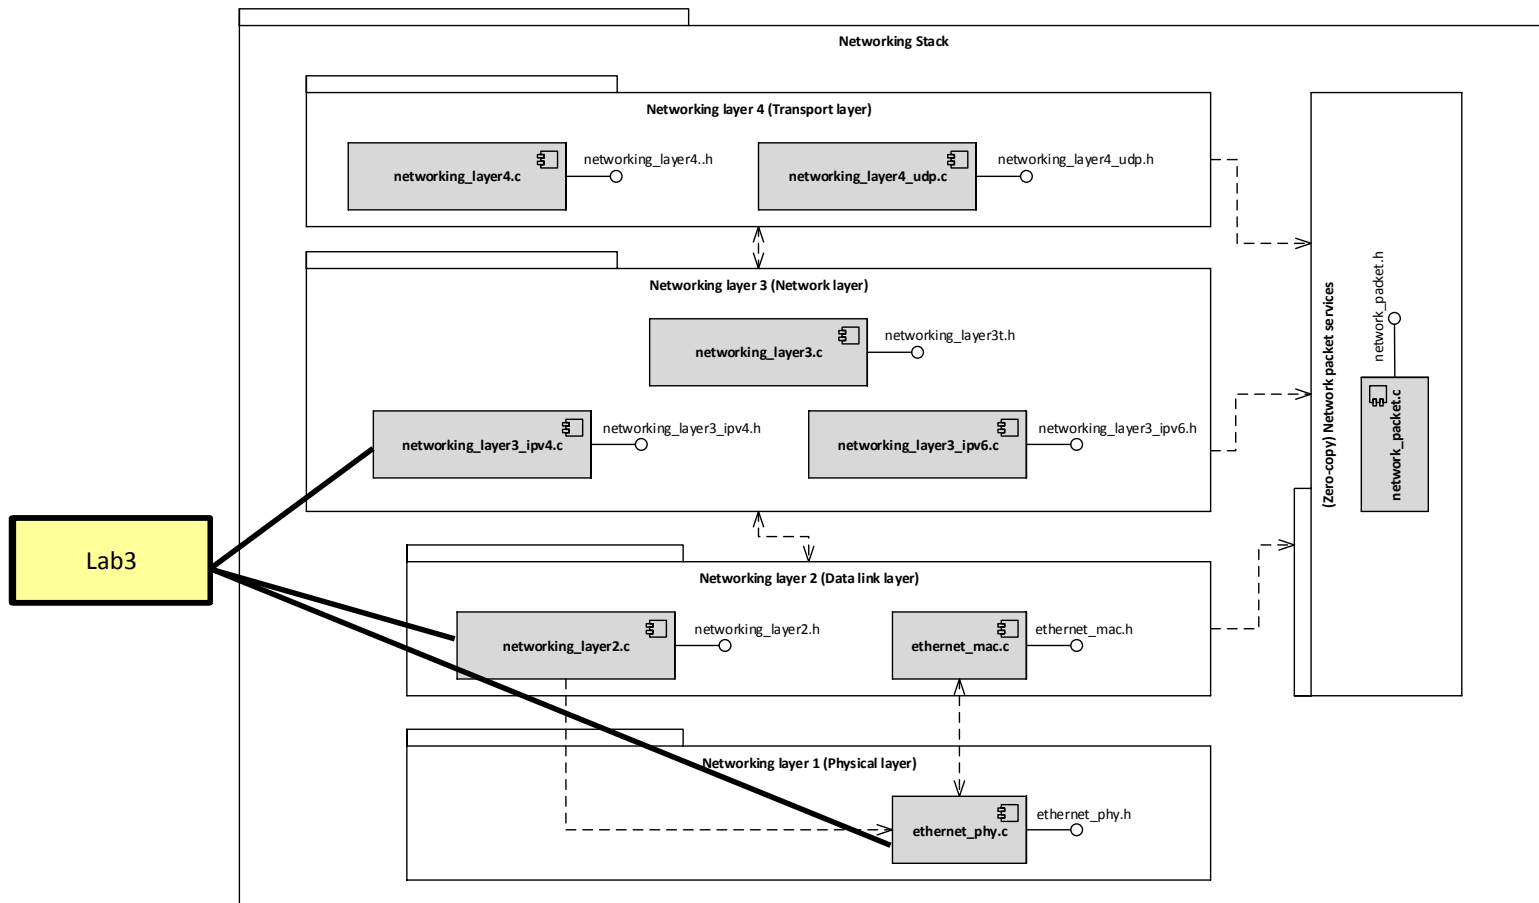 Networking Stack
Networking layer 4 (Transport layer)
networking_layer4.c
networking_layer4..h
networking_layer4_udp.c
networking_layer4_udp.h
Networking layer 3 (Network layer)
networking_layer3.c
networking_layer3t.h
networking_layer3_ipv4.c
networking_layer3_ipv4.h
networking_layer3_ipv6.c
networking_layer3_ipv6.h
(Zero-copy) Network packet services
network_packet.h
network_packet.c
Lab3
Networking layer 2 (Data link layer)
networking_layer2.c
networking_layer2.h
ethernet_mac.c
ethernet_mac.h
Networking layer 1 (Physical layer)
ethernet_phy.c
ethernet_phy.h